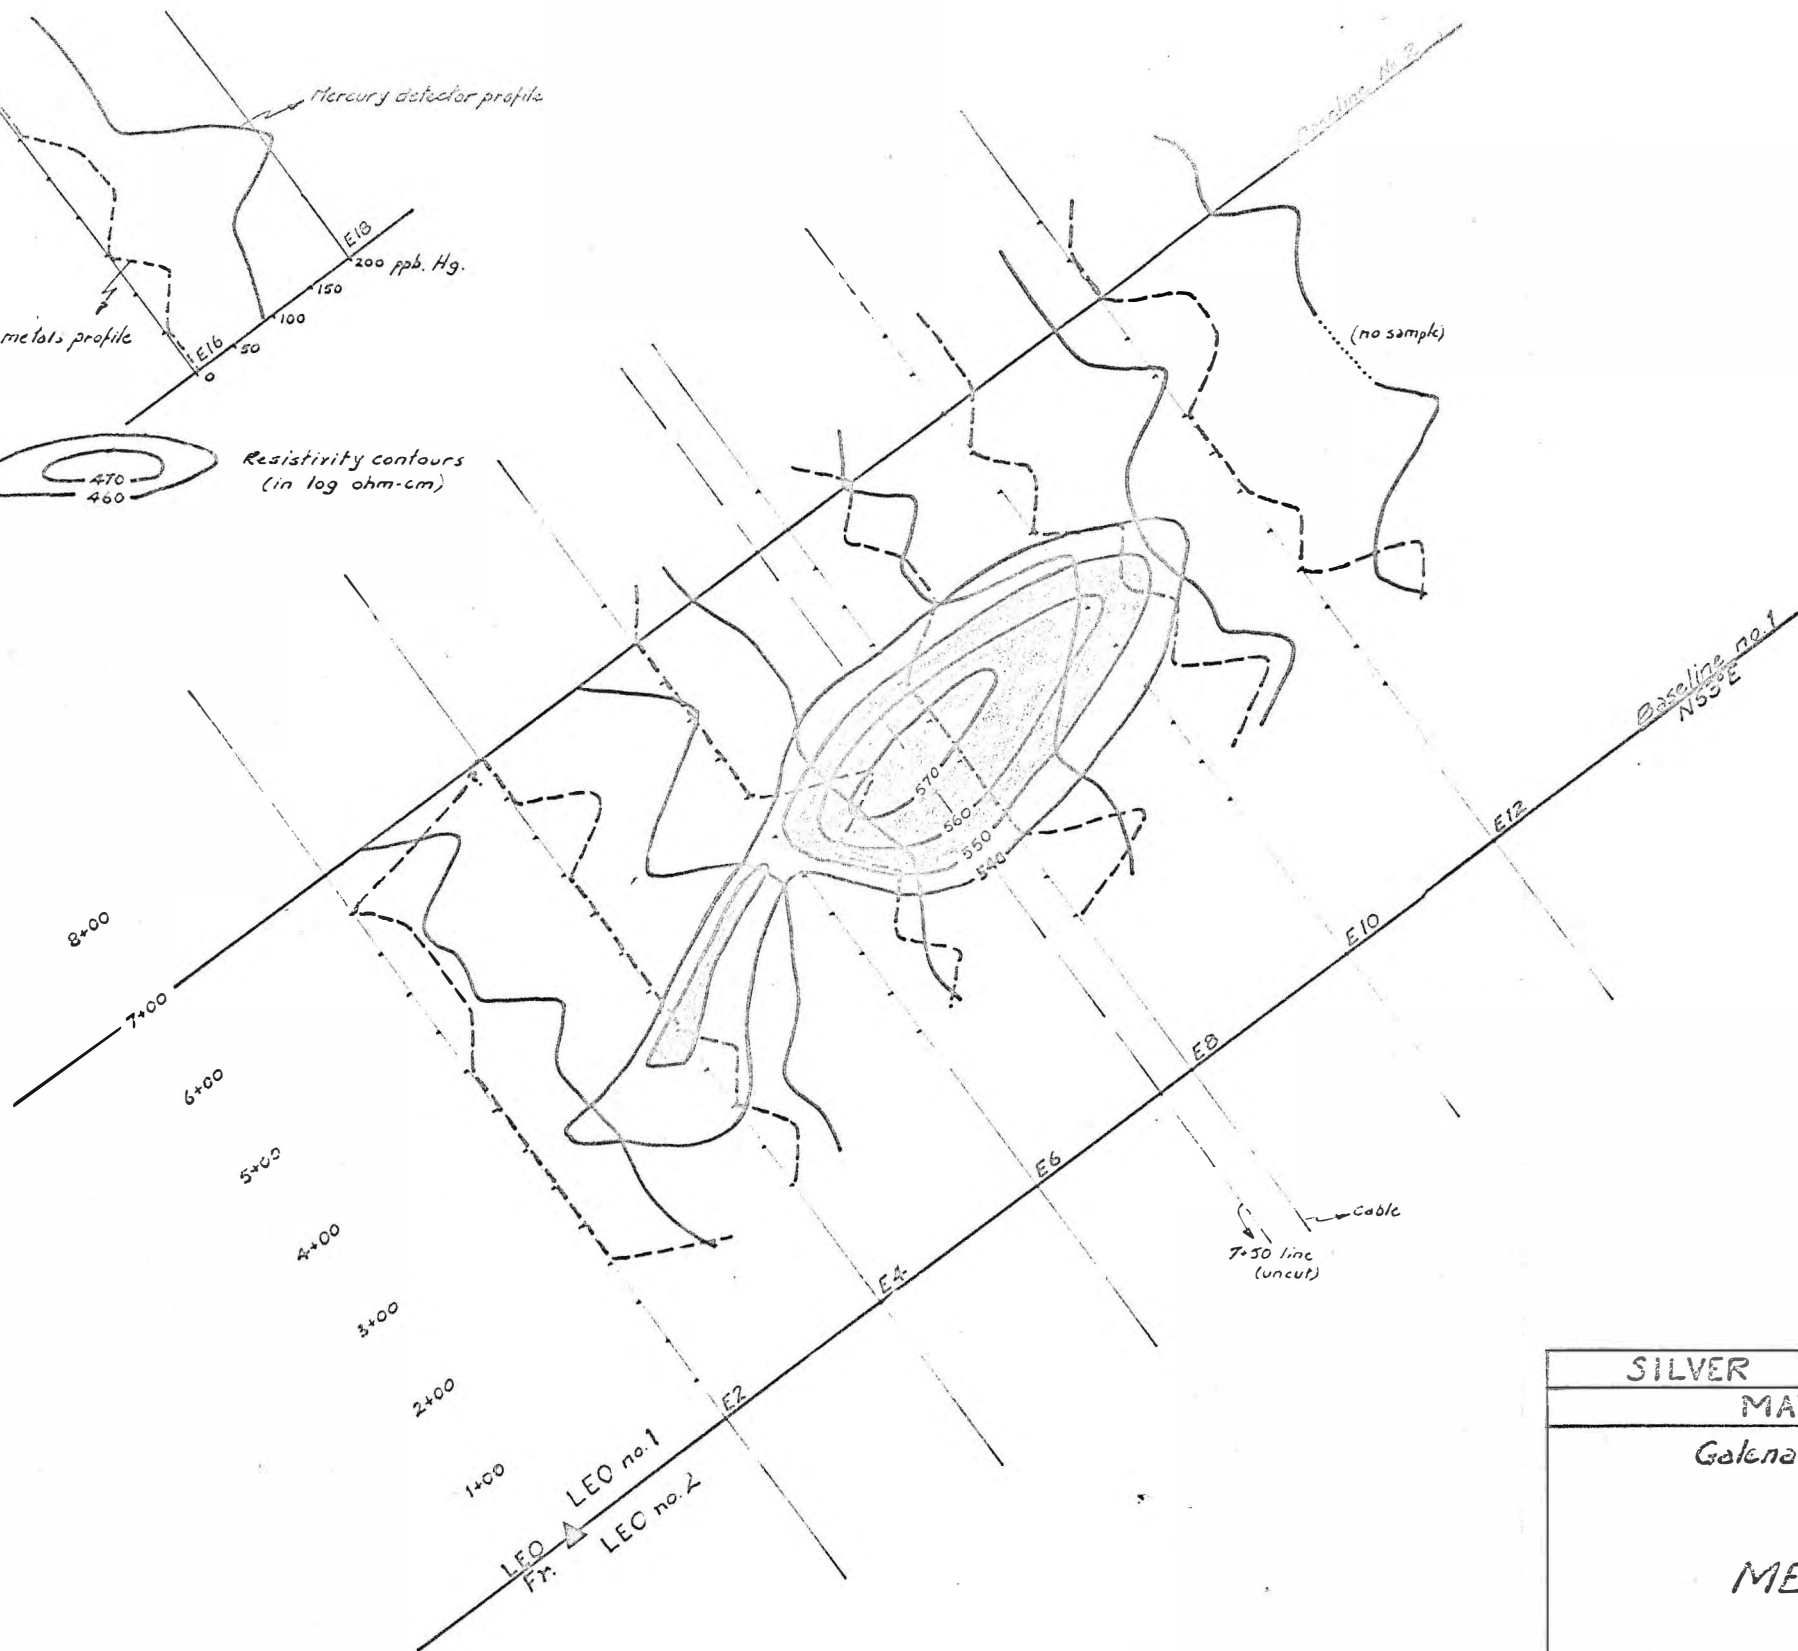 Mercury detector profile
metals profile
E16
E18
0
50
100
150
200 ppb. Hg.
470
460
Resistivity contours
(in log ohm-cm)
Baseline No. 2
(no sample)
Baseline no. 1
N53°E
570
560
550
540
E12
E10
E8
E6
E4
E2
8+00
7+00
6+00
5+00
4+00
3+00
2+00
1+00
Cable
7+50 line
(uncut)
LEO no. 1
LEO no. 2
LEO
Fr.
SILVER
MA
Galena
ME